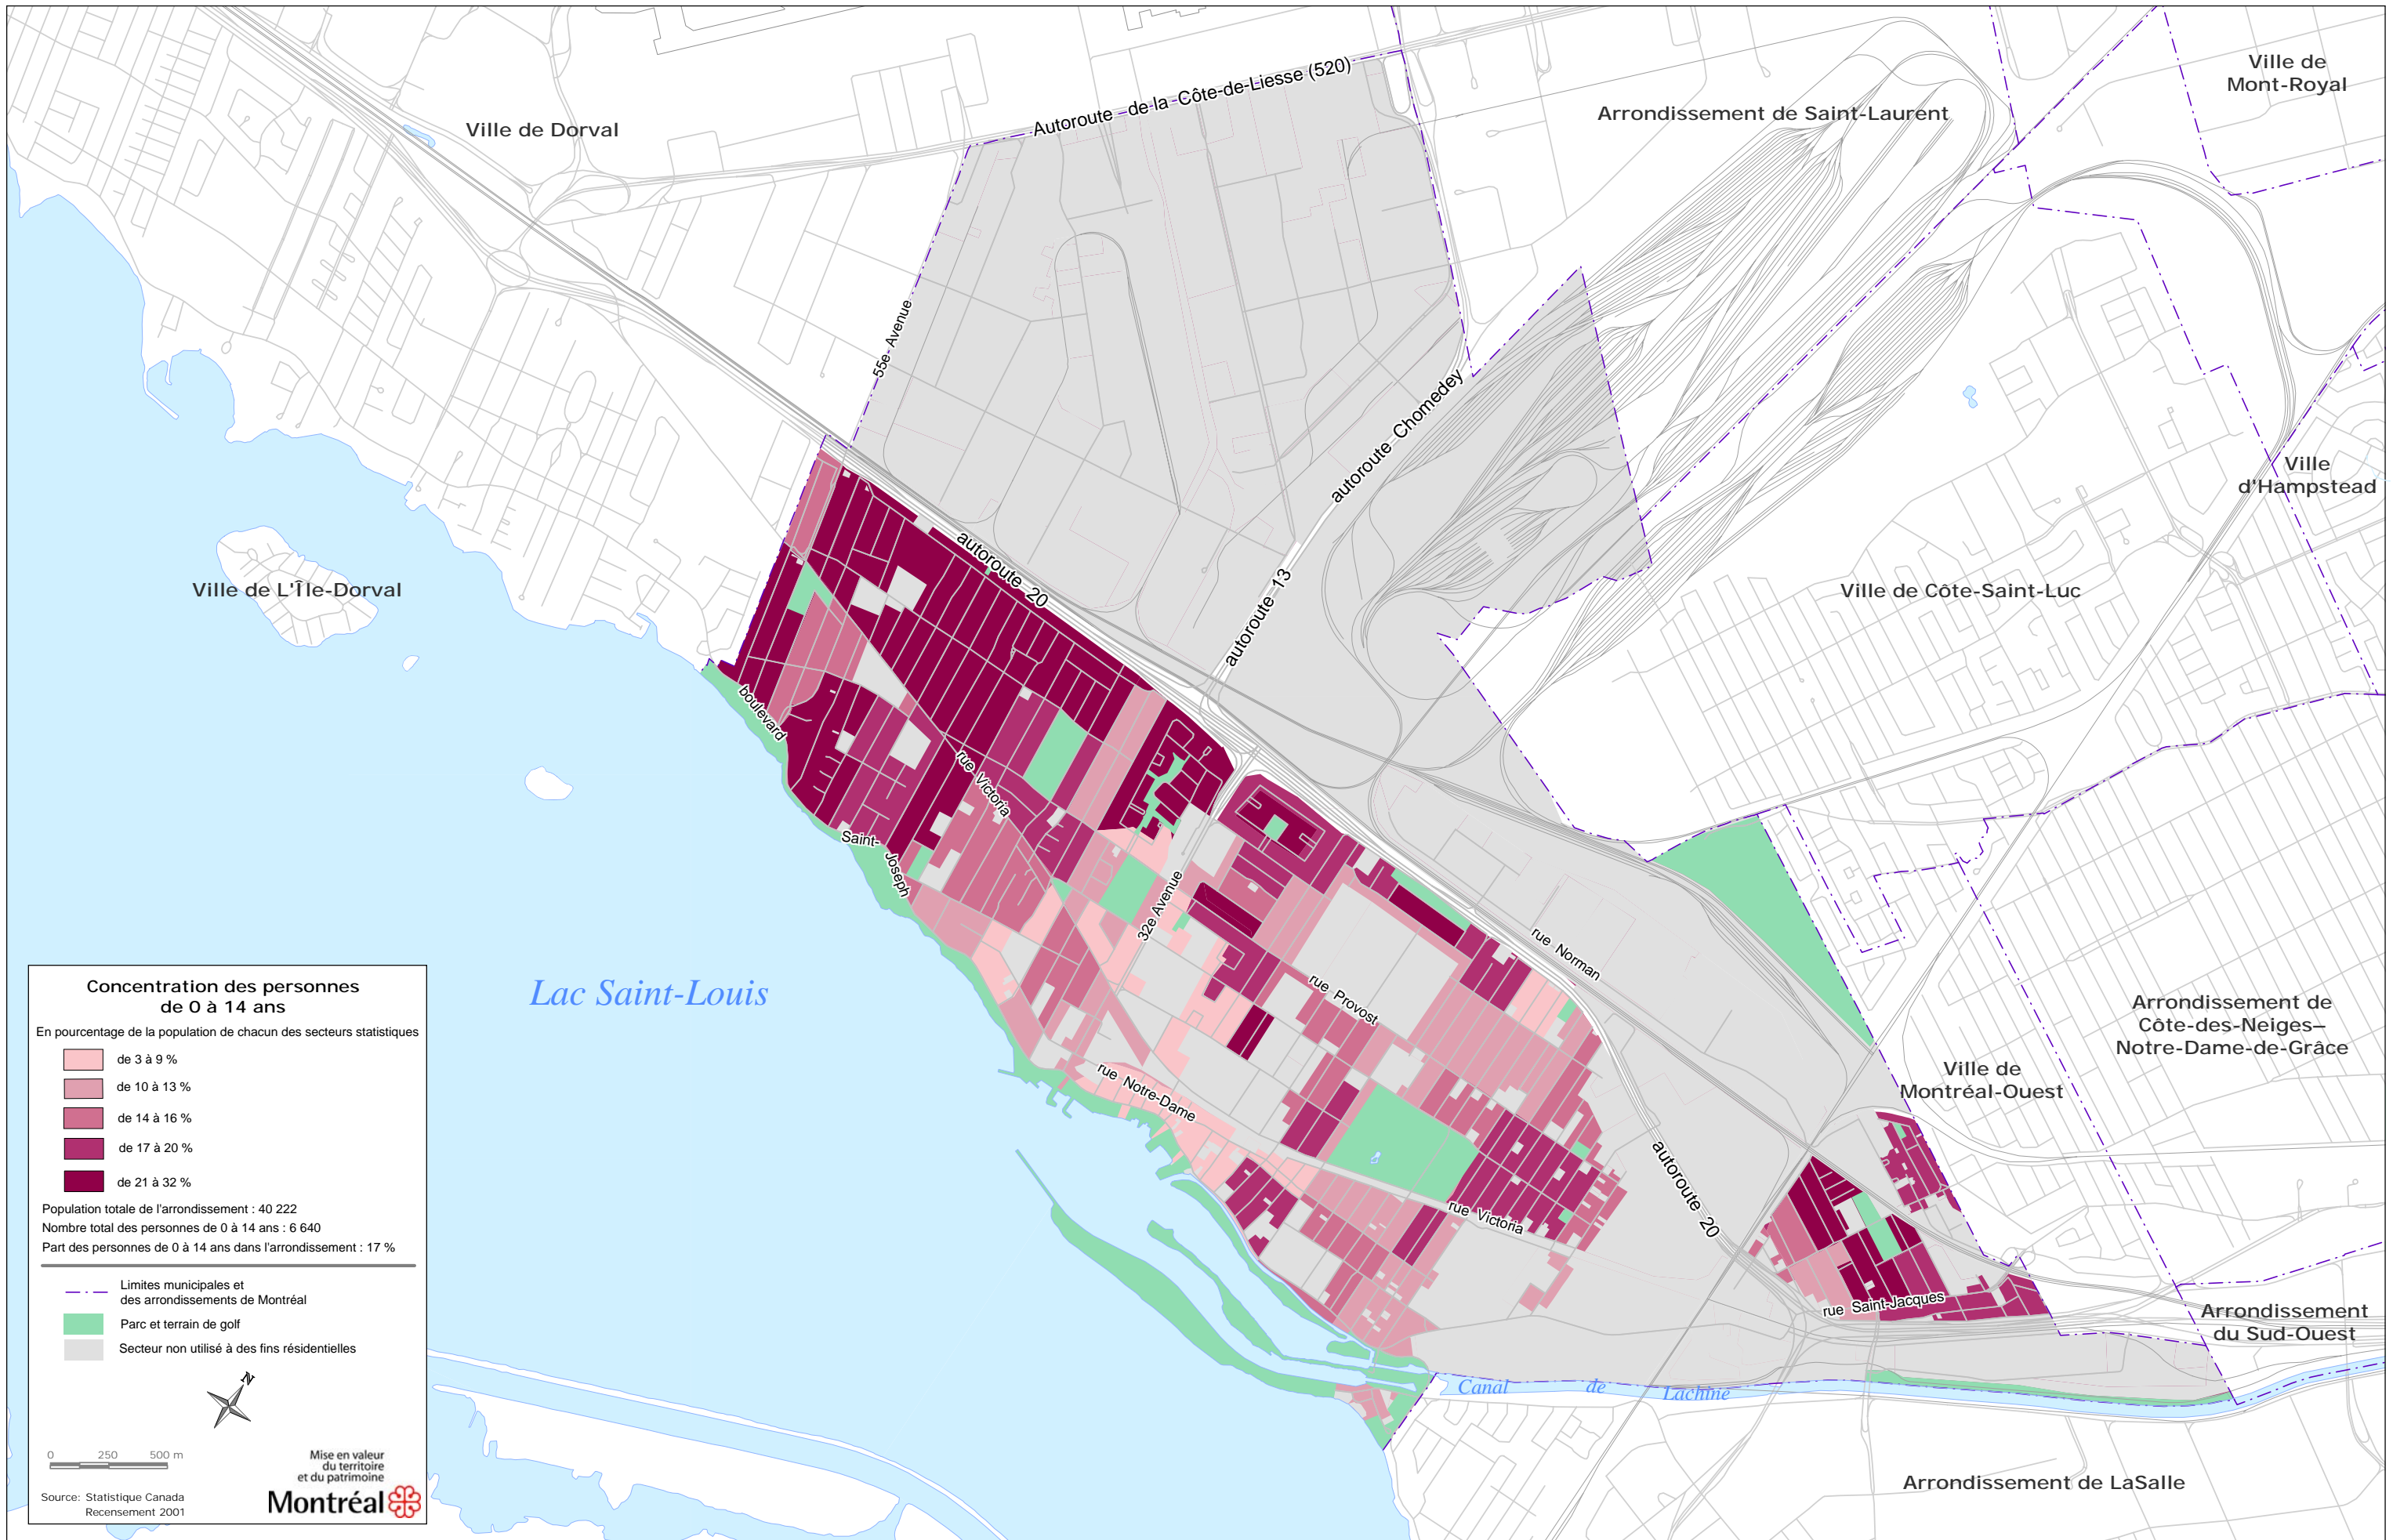 Ville de
Mont-Royal
Arrondissement de Saint-Laurent
Autoroute de la Côte-de-Liesse (520)
Ville de Dorval
55e Avenue
autoroute Chomedey
Ville
d'Hampstead
autoroute 20
autoroute 13
Ville de L'Île-Dorval
Ville de Côte-Saint-Luc
boulevard
Saint-
Joseph
rue Victoria
32e Avenue
rue Norman
rue Provost
Lac Saint-Louis
Arrondissement de
Côte-des-Neiges–
Notre-Dame-de-Grâce
Ville de
Montréal-Ouest
rue Notre-Dame
autoroute 20
rue Victoria
rue Saint-Jacques
Arrondissement
du Sud-Ouest
Canal de Lachine
Arrondissement de LaSalle
Concentration des personnes
de 0 à 14 ans
En pourcentage de la population de chacun des secteurs statistiques
de 3 à 9 %
de 10 à 13 %
de 14 à 16 %
de 17 à 20 %
de 21 à 32 %
Population totale de l'arrondissement : 40 222
Nombre total des personnes de 0 à 14 ans : 6 640
Part des personnes de 0 à 14 ans dans l'arrondissement : 17 %
Limites municipales et
des arrondissements de Montréal
Parc et terrain de golf
Secteur non utilisé à des fins résidentielles
N
0 250 500 m
Mise en valeur
du territoire
et du patrimoine
Montréal
Source: Statistique Canada
Recensement 2001